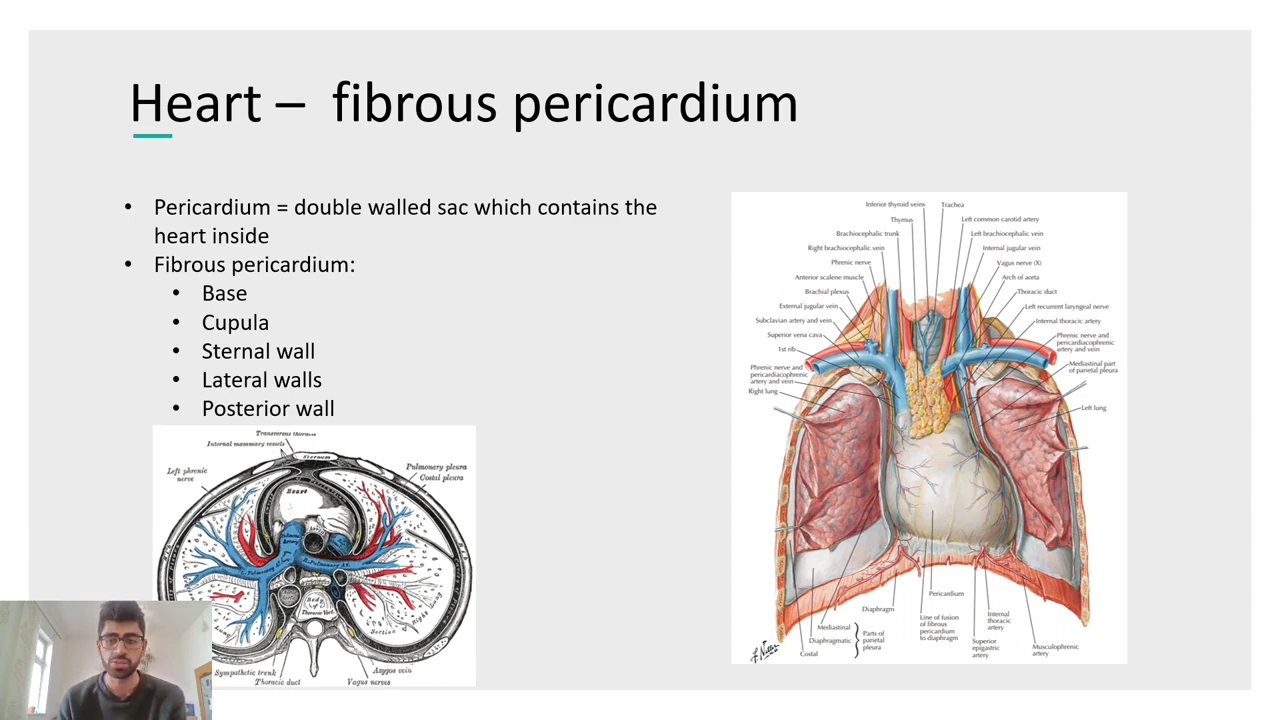 Heart – fibrous pericardium
• Pericardium = double walled sac which contains the
heart inside
• Fibrous pericardium:
• Base
• Cupula
• Sternal wall
• Lateral walls
• Posterior wall
Transversus thoracis
Internal mammary vessels
Sternum
Left phrenic
nerve
Pulmonary pleura
Costal pleura
Heart
Body of
Thoracic Vert.
Right Lung
Section
Sympathetic trunk
Thoracic duct
Azygos vein
Vagus nerves
Inferior thyroid veins
Trachea
Thymus
Left common carotid artery
Brachiocephalic trunk
Left brachiocephalic vein
Right brachiocephalic vein
Internal jugular vein
Phrenic nerve
Vagus nerve (X)
Anterior scalene muscle
Arch of aorta
Brachial plexus
Thoracic duct
External jugular vein
Left recurrent laryngeal nerve
Subclavian artery and vein
Internal thoracic artery
Superior vena cava
Phrenic nerve and
pericardiacophrenic
artery and vein
1st rib
Mediastinal part
of parietal pleura
Phrenic nerve and
pericardiacophrenic
artery and vein
Right lung
Left lung
Pericardium
Diaphragm
Line of fusion
of fibrous
pericardium
to diaphragm
Internal
thoracic
artery
Mediastinal
Diaphragmatic
Costal
Parts of
parietal
pleura
Superior
epigastric
artery
Musculophrenic
artery